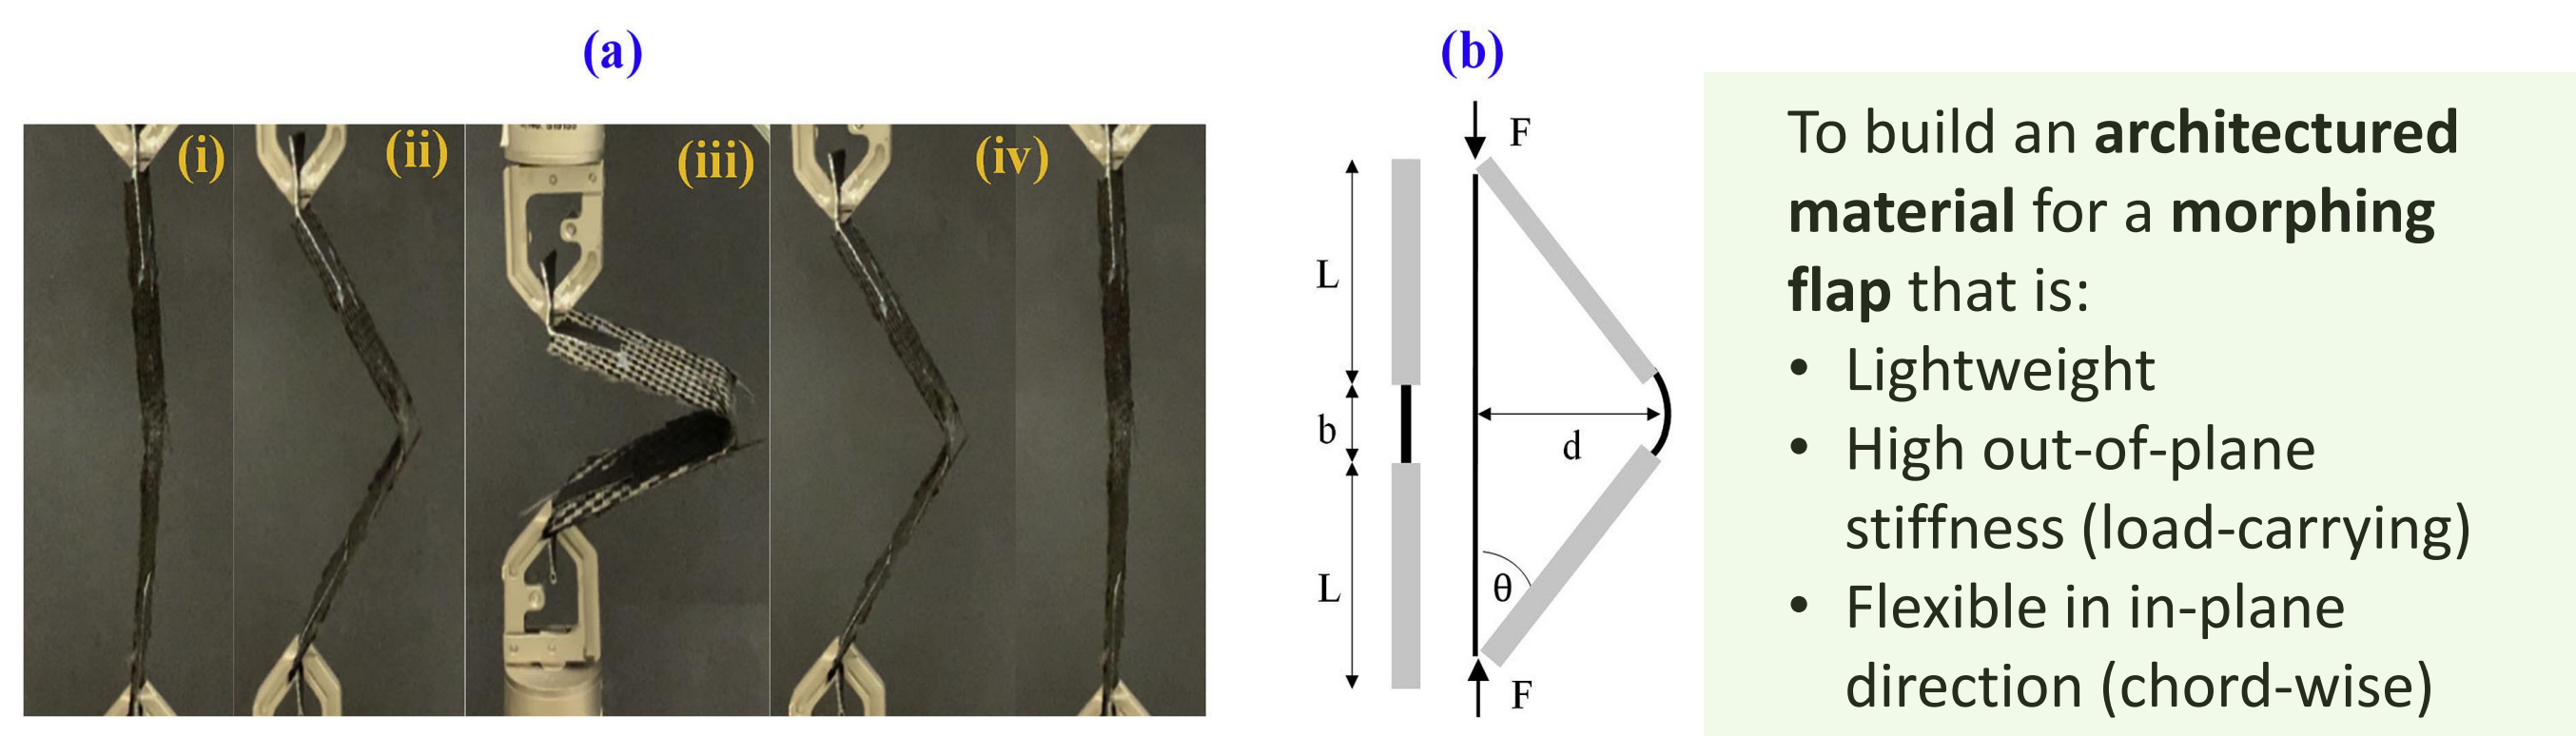 (a)
(i)
(ii)
(iii)
(iv)
(b)
F
L
b
L
d
θ
F
To build an architectured
material for a morphing
flap that is:
• Lightweight
• High out-of-plane
stiffness (load-carrying)
• Flexible in in-plane
direction (chord-wise)